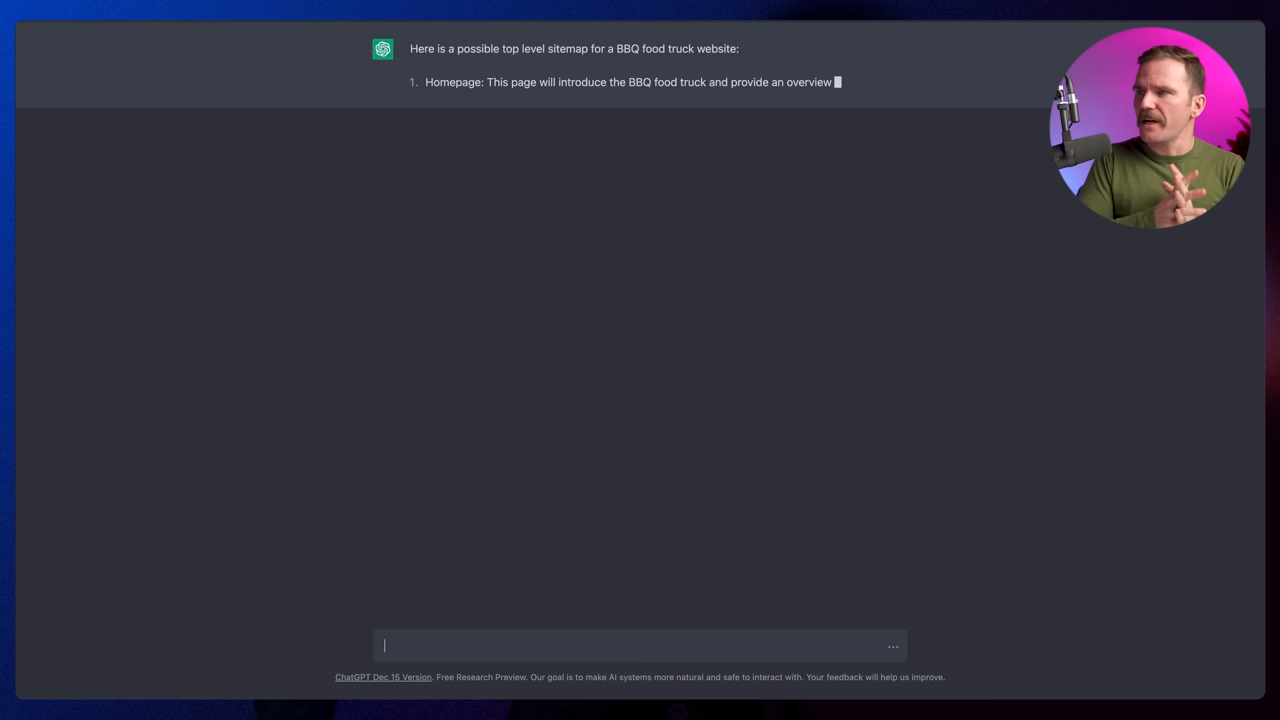 Here is a possible top level sitemap for a BBQ food truck website:
1. Homepage: This page will introduce the BBQ food truck and provide an overview
ChatGPT Dec 15 Version. Free Research Preview. Our goal is to make AI systems more natural and safe to interact with. Your feedback will help us improve.